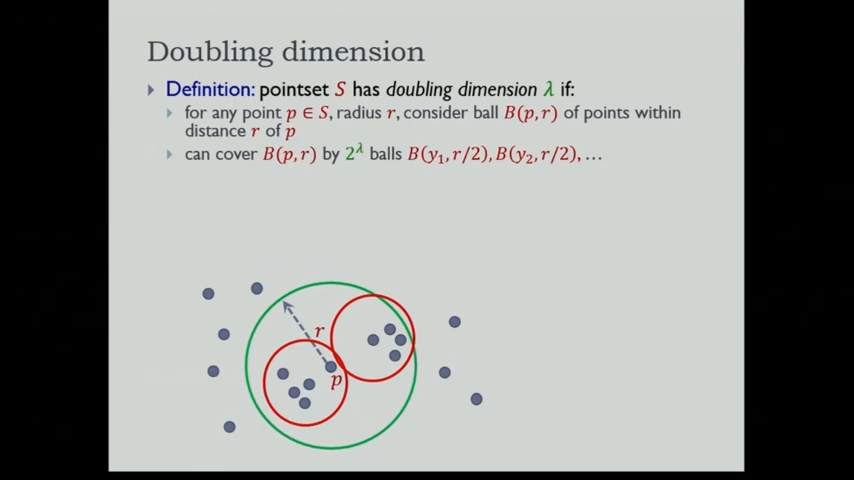 Doubling dimension
Definition: pointset S has doubling dimension λ if:
for any point p ∈ S, radius r, consider ball B(p, r) of points within
distance r of p
can cover B(p, r) by 2^λ balls B(y₁, r/2), B(y₂, r/2), …
r
p